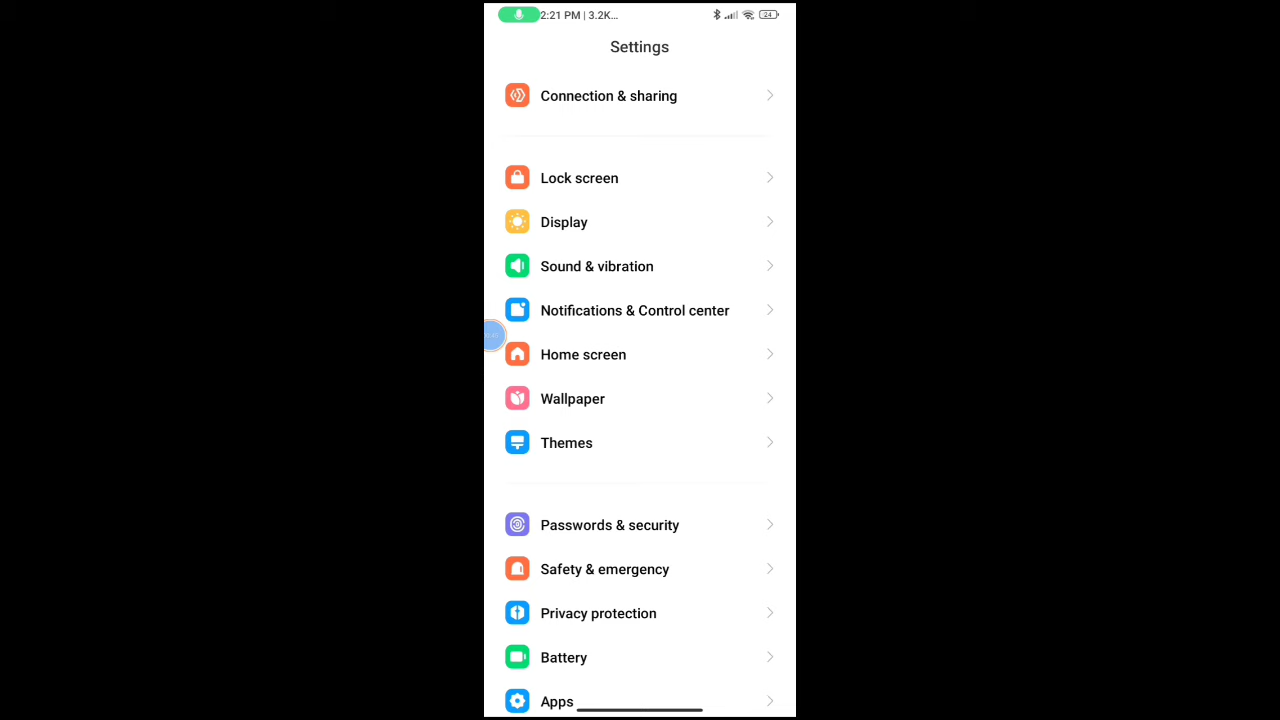 2:21 PM | 3.2K...
24
Settings
Connection & sharing
Lock screen
Display
Sound & vibration
Notifications & Control center
Home screen
Wallpaper
Themes
Passwords & security
Safety & emergency
Privacy protection
Battery
Apps